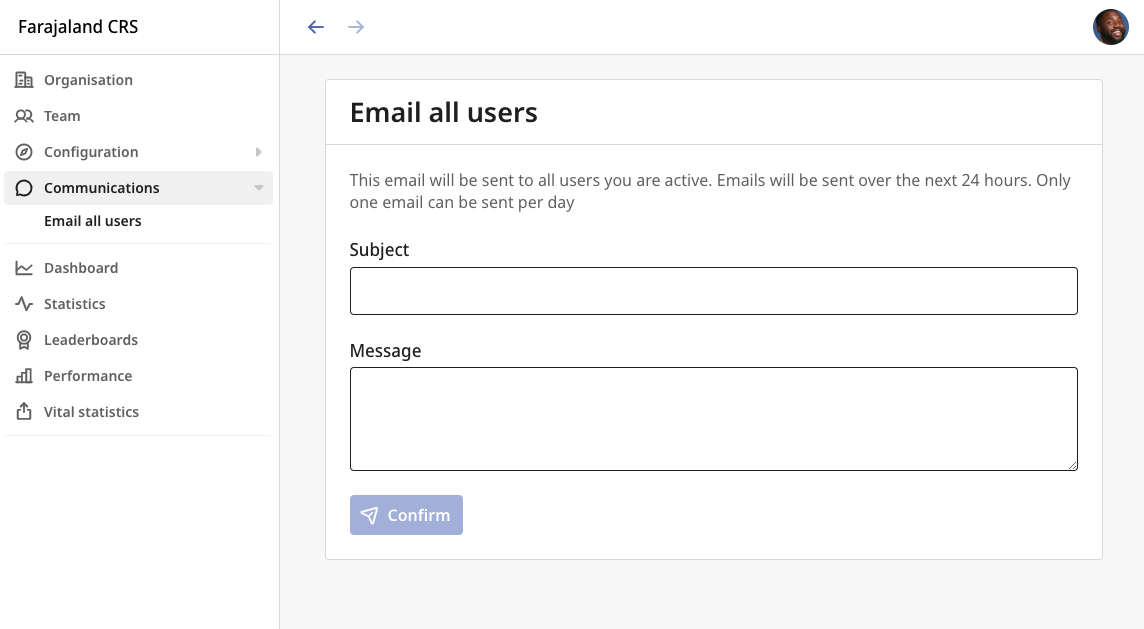 Farajaland CRS
Organisation
Team
Configuration
Communications
Email all users
Dashboard
Statistics
Leaderboards
Performance
Vital statistics
Email all users
This email will be sent to all users you are active. Emails will be sent over the next 24 hours. Only
one email can be sent per day
Subject
Message
Confirm